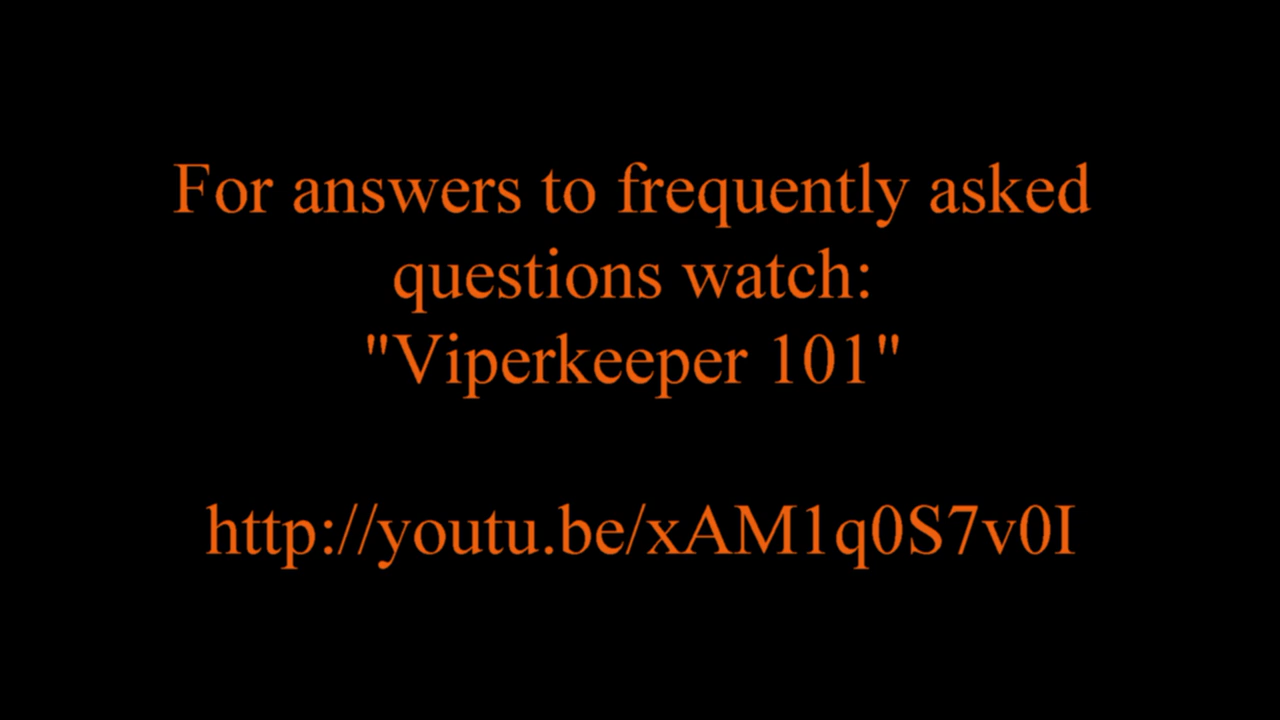 For answers to frequently asked
questions watch:
"Viperkeeper 101"
http://youtu.be/xAM1q0S7v0I